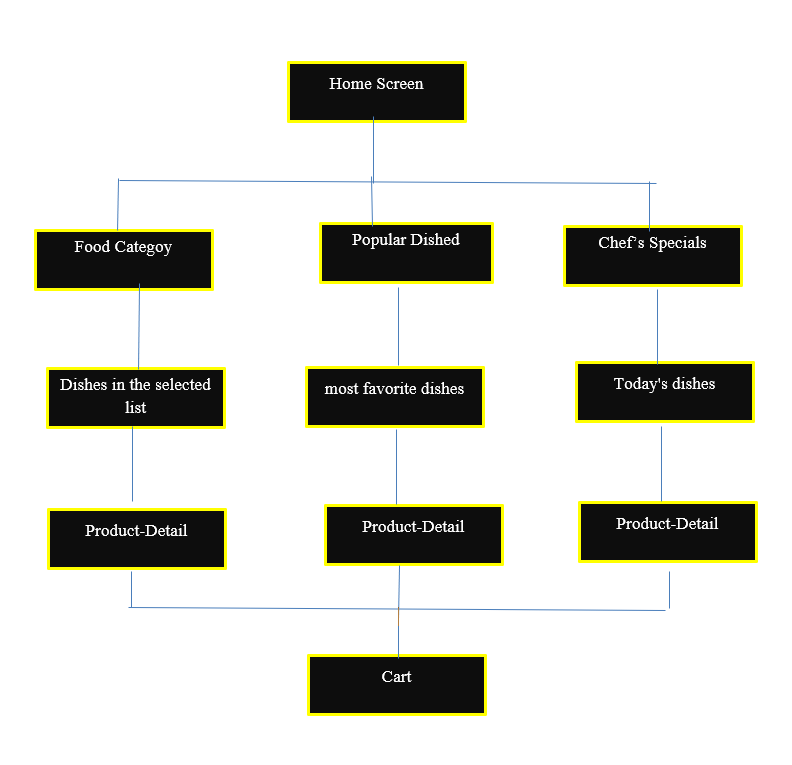 Home Screen
Food Categoy
Popular Dished
Chef's Specials
Dishes in the selected
list
most favorite dishes
Today's dishes
Product-Detail
Product-Detail
Product-Detail
Cart